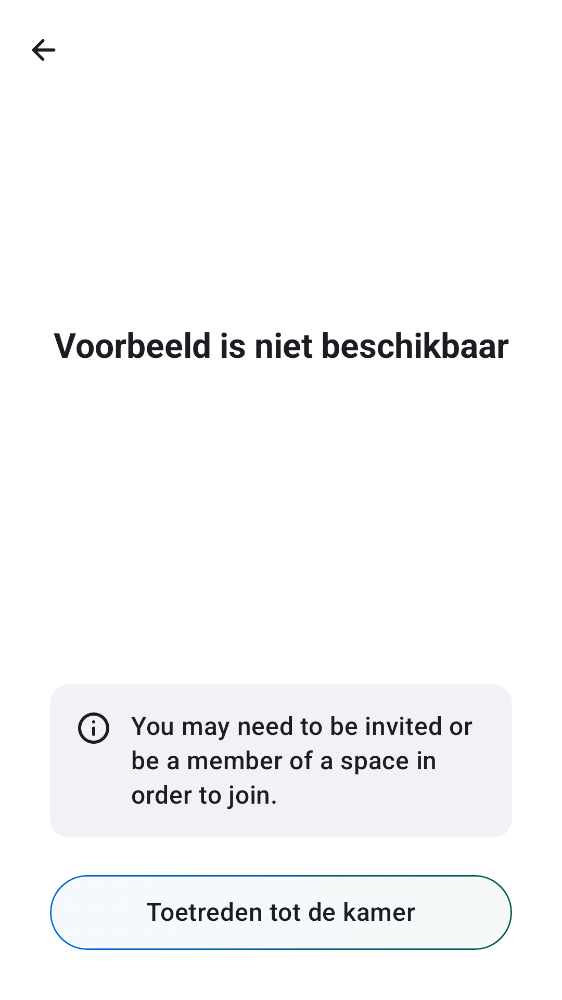 Voorbeeld is niet beschikbaar
You may need to be invited or
be a member of a space in
order to join.
Toetreden tot de kamer